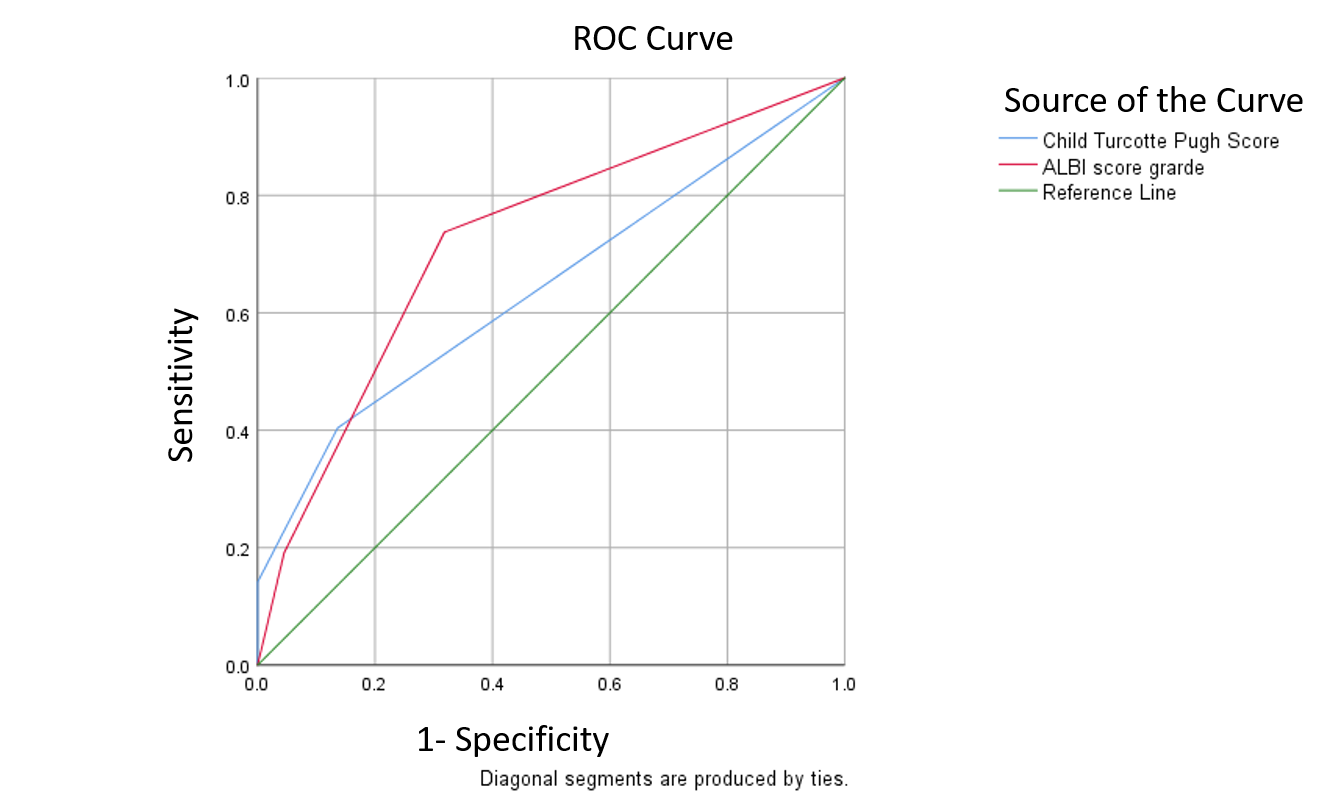 ROC Curve
Source of the Curve
Child Turcotte Pugh Score
ALBI score grarde
Reference Line
Sensitivity
1.0
0.8
0.6
0.4
0.2
0.0
0.0 0.2 0.4 0.6 0.8 1.0
1- Specificity
Diagonal segments are produced by ties.